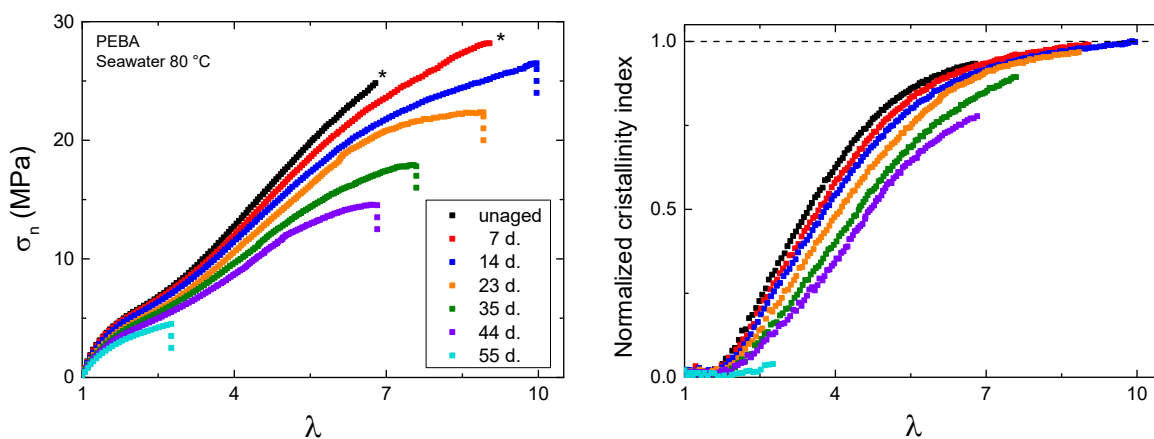 30
20
10
0
σn (MPa)
PEBA
Seawater 80 °C
*
*
unaged
7 d.
14 d.
23 d.
35 d.
44 d.
55 d.
1
4
7
10
λ
1.0
0.5
0.0
Normalized cristallinity index
1
4
7
10
λ